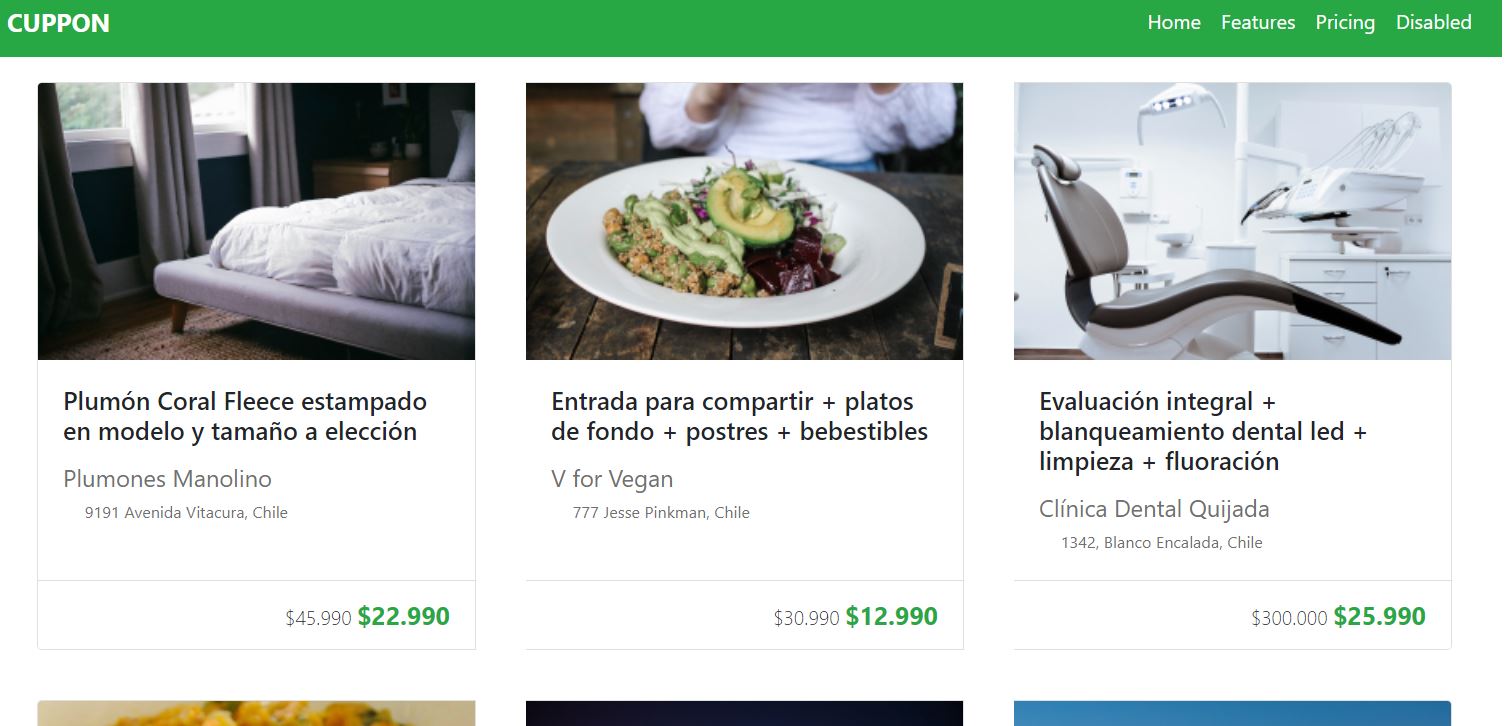 CUPPON
Home Features Pricing Disabled
Plumón Coral Fleece estampado
en modelo y tamaño a elección
Plumones Manolino
9191 Avenida Vitacura, Chile
$45.990 $22.990
Entrada para compartir + platos
de fondo + postres + bebestibles
V for Vegan
777 Jesse Pinkman, Chile
$30.990 $12.990
Evaluación integral +
blanqueamiento dental led +
limpieza + fluoración
Clínica Dental Quijada
1342, Blanco Encalada, Chile
$300.000 $25.990